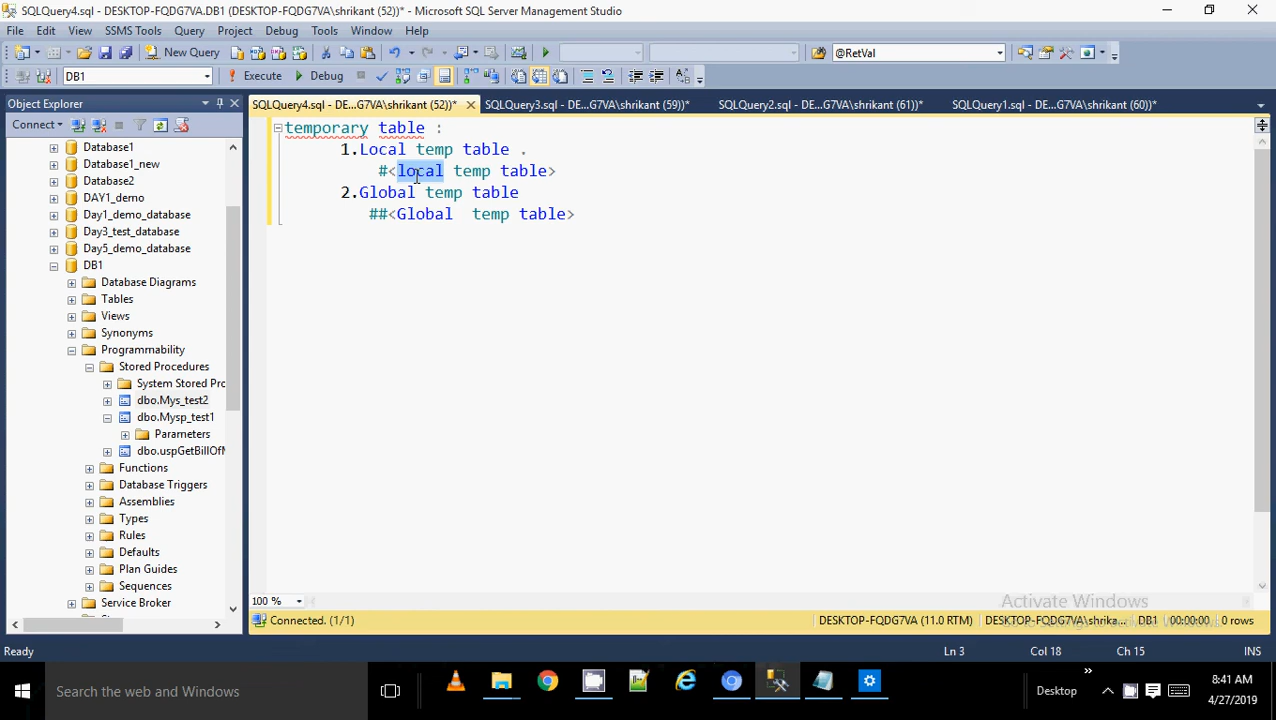 SQLQuery4.sql - DESKTOP-FQDG7VA.DB1 (DESKTOP-FQDG7VA\shrikant (52))* - Microsoft SQL Server Management Studio
File Edit View SSMS Tools Query Project Debug Tools Window Help
New Query @RetVal
DB1 Execute Debug
Object Explorer
SQLQuery4.sql - DE...G7VA\shrikant (52))* SQLQuery3.sql - DE...G7VA\shrikant (59))* SQLQuery2.sql - DE...G7VA\shrikant (61))* SQLQuery1.sql - DE...G7VA\shrikant (60))*
Connect
Database1
Database1_new
Database2
DAY1_demo
Day1_demo_database
Day3_test_database
Day5_demo_database
DB1
Database Diagrams
Tables
Views
Synonyms
Programmability
Stored Procedures
System Stored Pro
dbo.Mys_test2
dbo.Mysp_test1
Parameters
dbo.uspGetBillOf
Functions
Database Triggers
Assemblies
Types
Rules
Defaults
Plan Guides
Sequences
Service Broker
temporary table :
1.Local temp table .
#<local temp table>
2.Global temp table
##<Global temp table>
100 %
Activate Windows
Connected. (1/1) DESKTOP-FQDG7VA (11.0 RTM) DESKTOP-FQDG7VA\shrika... DB1 00:00:00 0 rows
Ready Ln 3 Col 18 Ch 15 INS
Search the web and Windows
Desktop
8:41 AM
4/27/2019